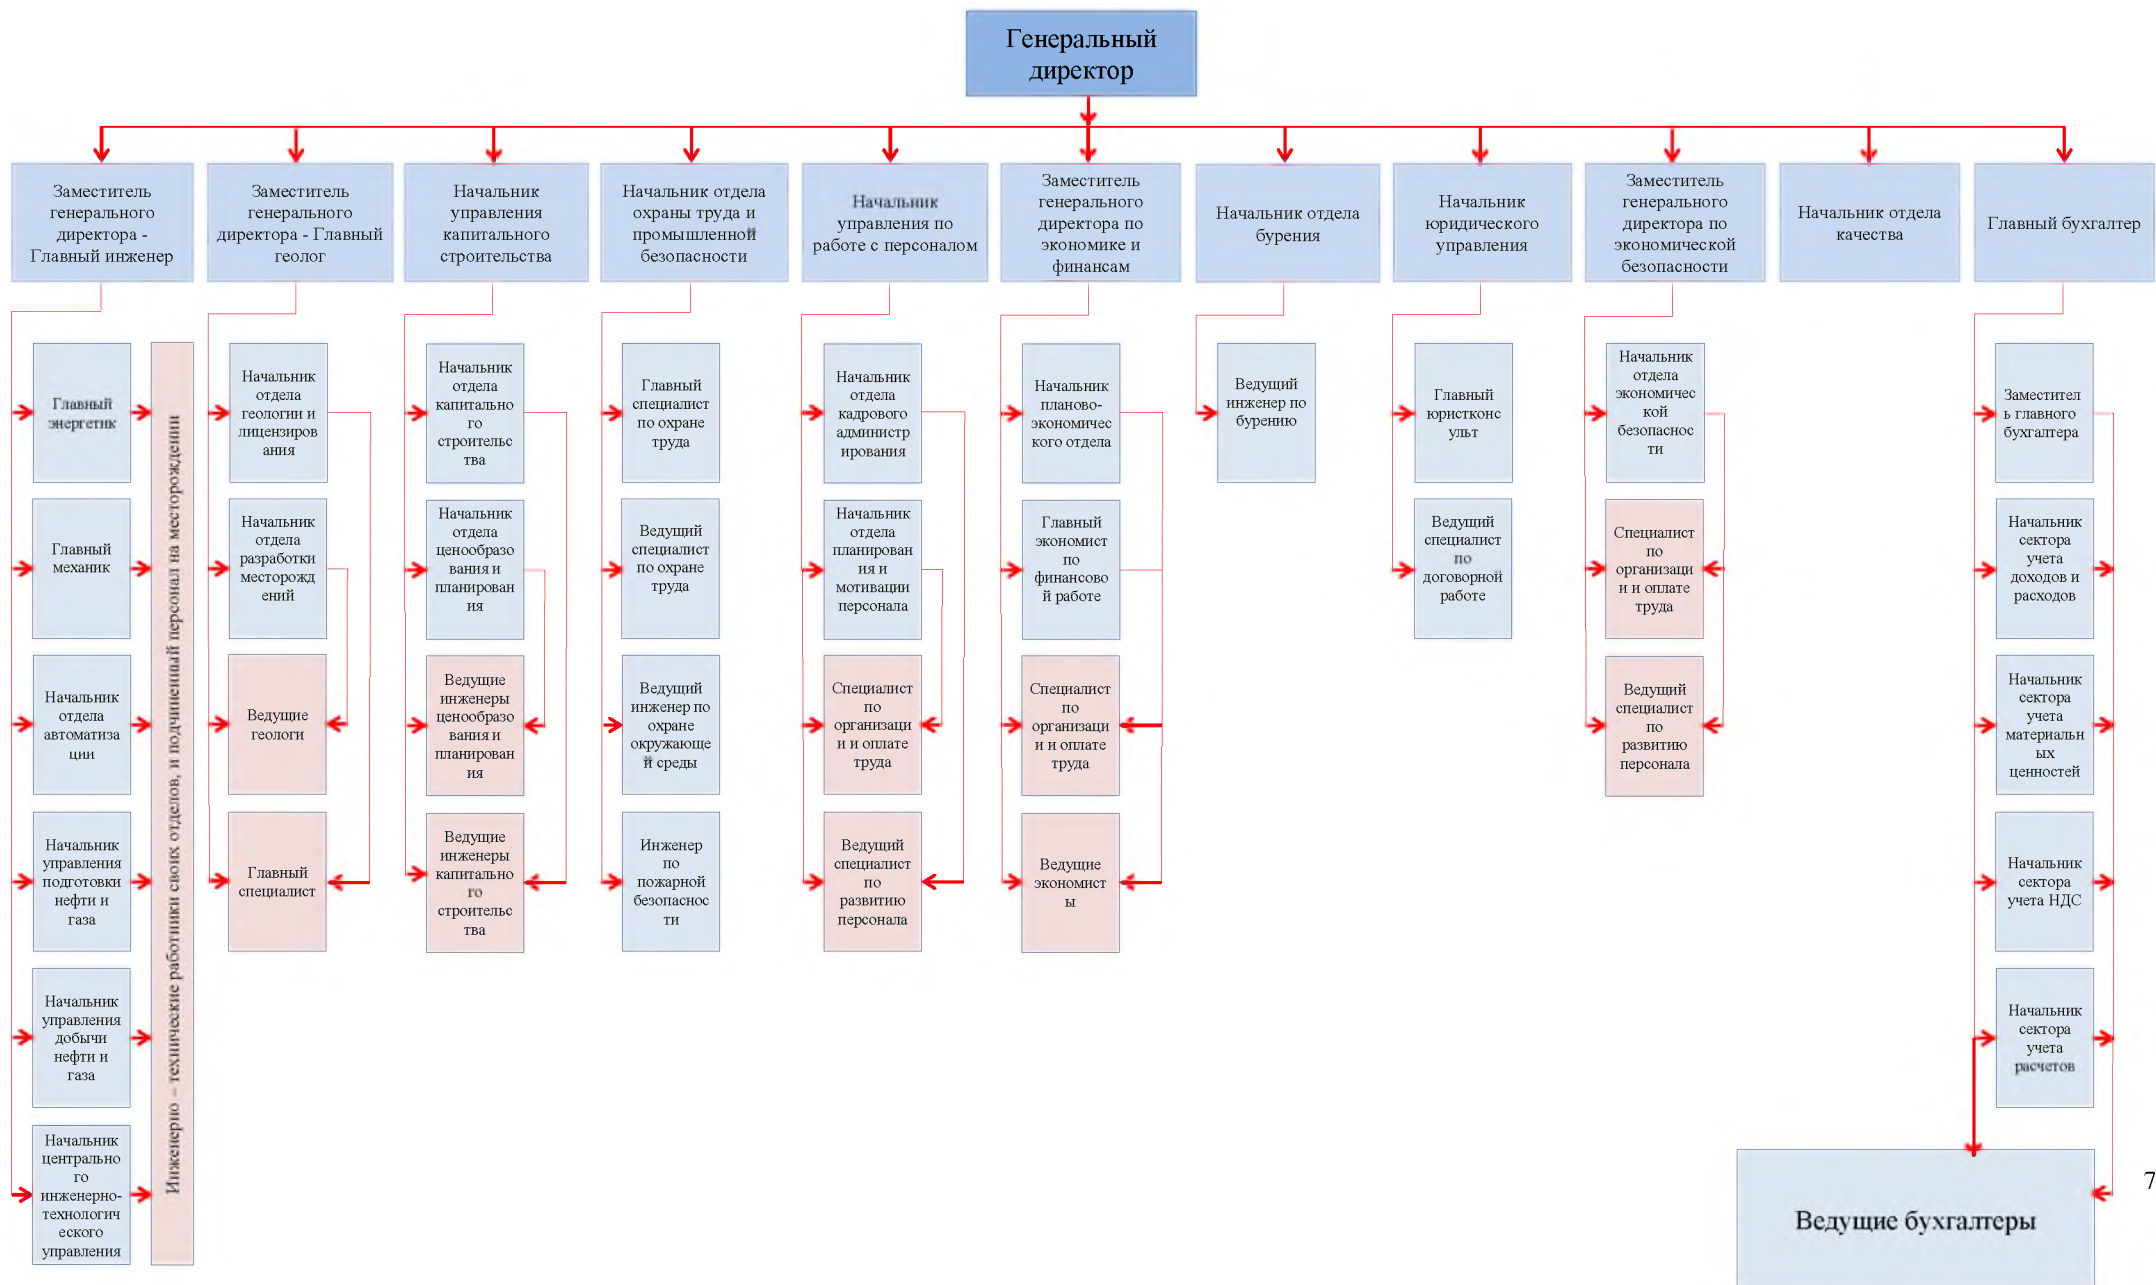 Генеральный
директор
Заместитель
генерального
директора -
Главный инженер
Заместитель
генерального
директора - Главный
геолог
Начальник
управления
капитального
строительства
Начальник отдела
охраны труда и
промышленной
безопасности
Начальник
управления по
работе с персоналом
Заместитель
генерального
директора по
экономике и
финансам
Начальник отдела
бурения
Начальник
юридического
управления
Заместитель
генерального
директора по
экономической
безопасности
Начальник отдела
качества
Главный бухгалтер
Главный
энергетик
Главный
механик
Начальник
отдела
автоматиза
ции
Начальник
управления
подготовки
нефти и
газа
Начальник
управления
добычи
нефти и
газа
Начальник
центрально
го
инженерно-
технологич
еского
управления
Инженерно – технические работники своих отделов, и подчиненный персонал на месторождении
Начальник
отдела
геологии и
лицензиров
ания
Начальник
отдела
разработки
месторожд
ений
Ведущие
геологи
Главный
специалист
Начальник
отдела
капитально
го
строительс
тва
Начальник
отдела
ценообразо
вания и
планирован
ия
Ведущие
инженеры
ценообразо
вания и
планирован
ия
Ведущие
инженеры
капитально
го
строительс
тва
Главный
специалист
по охране
труда
Ведущий
специалист
по охране
труда
Ведущий
инженер по
охране
окружающе
й среды
Инженер
по
пожарной
безопаснос
ти
Начальник
отдела
кадрового
администр
ирования
Начальник
отдела
планирован
ия и
мотивации
персонала
Специалист
по
организаци
и и оплате
труда
Ведущий
специалист
по
развитию
персонала
Начальник
планово-
экономичес
кого отдела
Главный
экономист
по
финансово
й работе
Специалист
по
организаци
и и оплате
труда
Ведущие
экономист
ы
Ведущий
инженер по
бурению
Главный
юристконс
ульт
Ведущий
специалист
по
договорной
работе
Начальник
отдела
экономичес
кой
безопаснос
ти
Специалист
по
организаци
и и оплате
труда
Ведущий
специалист
по
развитию
персонала
Заместител
ь главного
бухгалтера
Начальник
сектора
учета
доходов и
расходов
Начальник
сектора
учета
материальн
ых
ценностей
Начальник
сектора
учета НДС
Начальник
сектора
учета
расчетов
Ведущие бухгалтеры
7